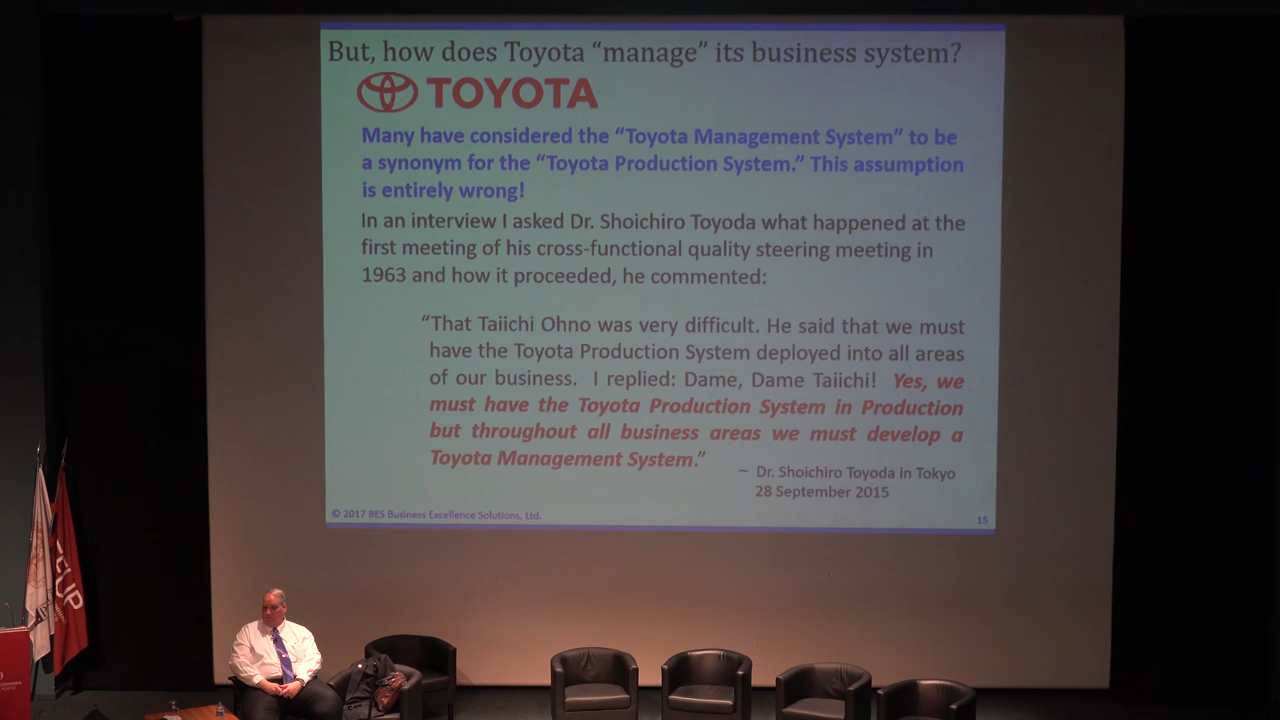 But, how does Toyota “manage” its business system?
TOYOTA
Many have considered the “Toyota Management System” to be
a synonym for the “Toyota Production System.” This assumption
is entirely wrong!
In an interview I asked Dr. Shoichiro Toyoda what happened at the
first meeting of his cross-functional quality steering meeting in
1963 and how it proceeded, he commented:
“That Taiichi Ohno was very difficult. He said that we must
have the Toyota Production System deployed into all areas
of our business. I replied: Dame, Dame Taiichi! Yes, we
must have the Toyota Production System in Production
but throughout all business areas we must develop a
Toyota Management System.”
~ Dr. Shoichiro Toyoda in Tokyo
28 September 2015
© 2017 BES Business Excellence Solutions, Ltd.
15